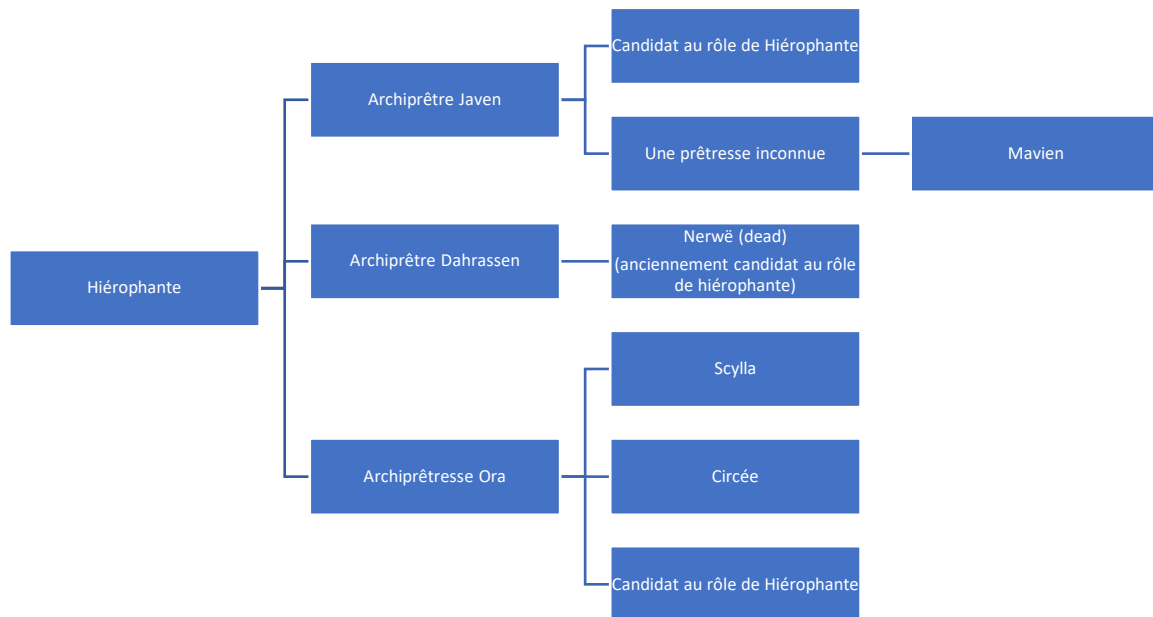 Hiérophante
Archiprêtre Javen
Candidat au rôle de Hiérophante
Une prêtresse inconnue
Mavien
Archiprêtre Dahrassen
Nerwë (dead)
(anciennement candidat au rôle
de hiérophante)
Archiprêtresse Ora
Scylla
Circée
Candidat au rôle de Hiérophante